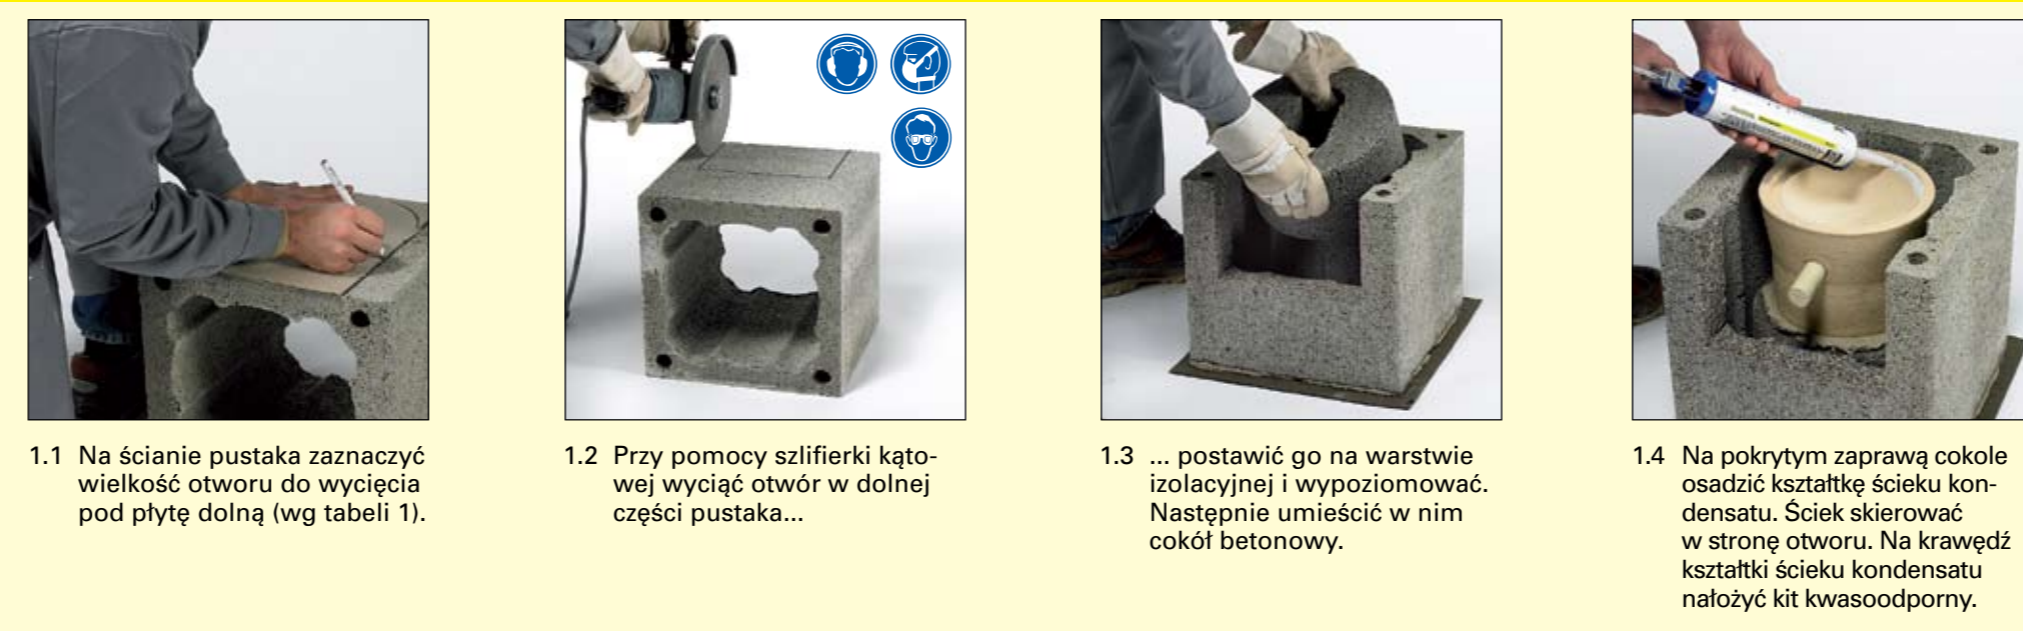 1.1 Na ścianie pustaka zaznaczyć
wielkość otworu do wycięcia
pod płytę dolną (wg tabeli 1).
1.2 Przy pomocy szlifierki kąto-
wej wyciąć otwór w dolnej
części pustaka...
1.3 ... postawić go na warstwie
izolacyjnej i wypoziomować.
Następnie umieścić w nim
cokół betonowy.
1.4 Na pokrytym zaprawą cokole
osadzić kształtkę ścieku kon-
densatu. Ściek skierować
w stronę otworu. Na krawędź
kształtki ścieku kondensatu
nałożyć kit kwasoodporny.